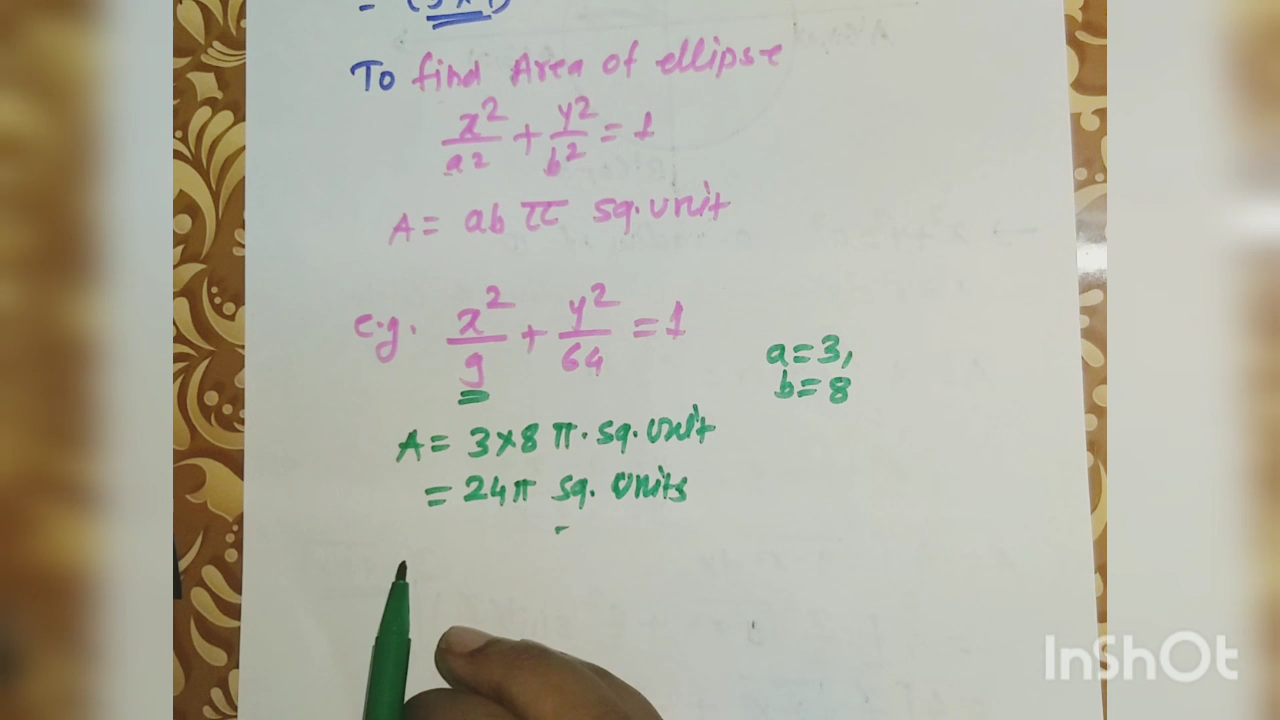 To find Area of ellipse
x²/a² + y²/b² = 1
A = ab π sq. unit
e.g. x²/9 + y²/64 = 1
a = 3,
b = 8
A = 3 × 8 π. sq. unit
= 24π sq. units
InShOt